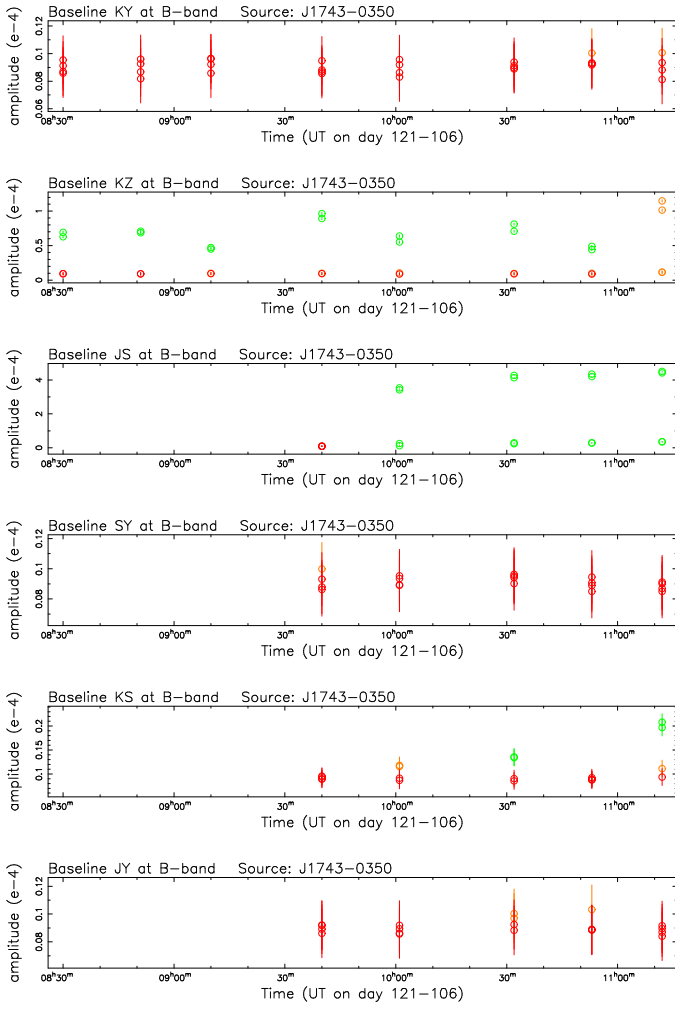 Baseline KY at B-band Source: J1743-0350
amplitude (e-4)
0.06 0.08 0.1 0.12
08h30m 09h00m 30m 10h00m 30m 11h00m
Time (UT on day 121-106)
Baseline KZ at B-band Source: J1743-0350
amplitude (e-4)
0 0.5 1
08h30m 09h00m 30m 10h00m 30m 11h00m
Time (UT on day 121-106)
Baseline JS at B-band Source: J1743-0350
amplitude (e-4)
0 2 4
08h30m 09h00m 30m 10h00m 30m 11h00m
Time (UT on day 121-106)
Baseline SY at B-band Source: J1743-0350
amplitude (e-4)
0.08 0.1 0.12
08h30m 09h00m 30m 10h00m 30m 11h00m
Time (UT on day 121-106)
Baseline KS at B-band Source: J1743-0350
amplitude (e-4)
0.1 0.15 0.2
08h30m 09h00m 30m 10h00m 30m 11h00m
Time (UT on day 121-106)
Baseline JY at B-band Source: J1743-0350
amplitude (e-4)
0.08 0.1 0.12
08h30m 09h00m 30m 10h00m 30m 11h00m
Time (UT on day 121-106)